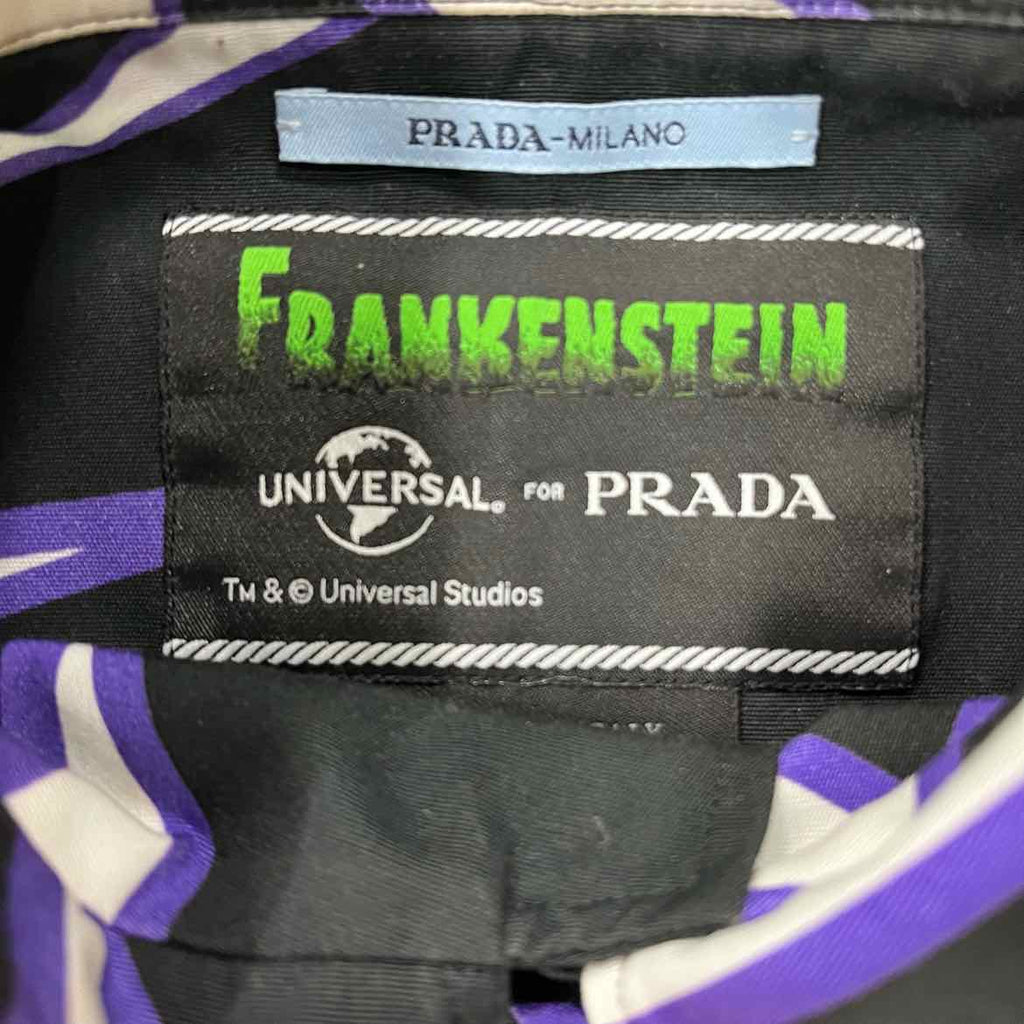 PRADA-MILANO
FRANKENSTEIN
UNIVERSAL® FOR PRADA
TM & © Universal Studios